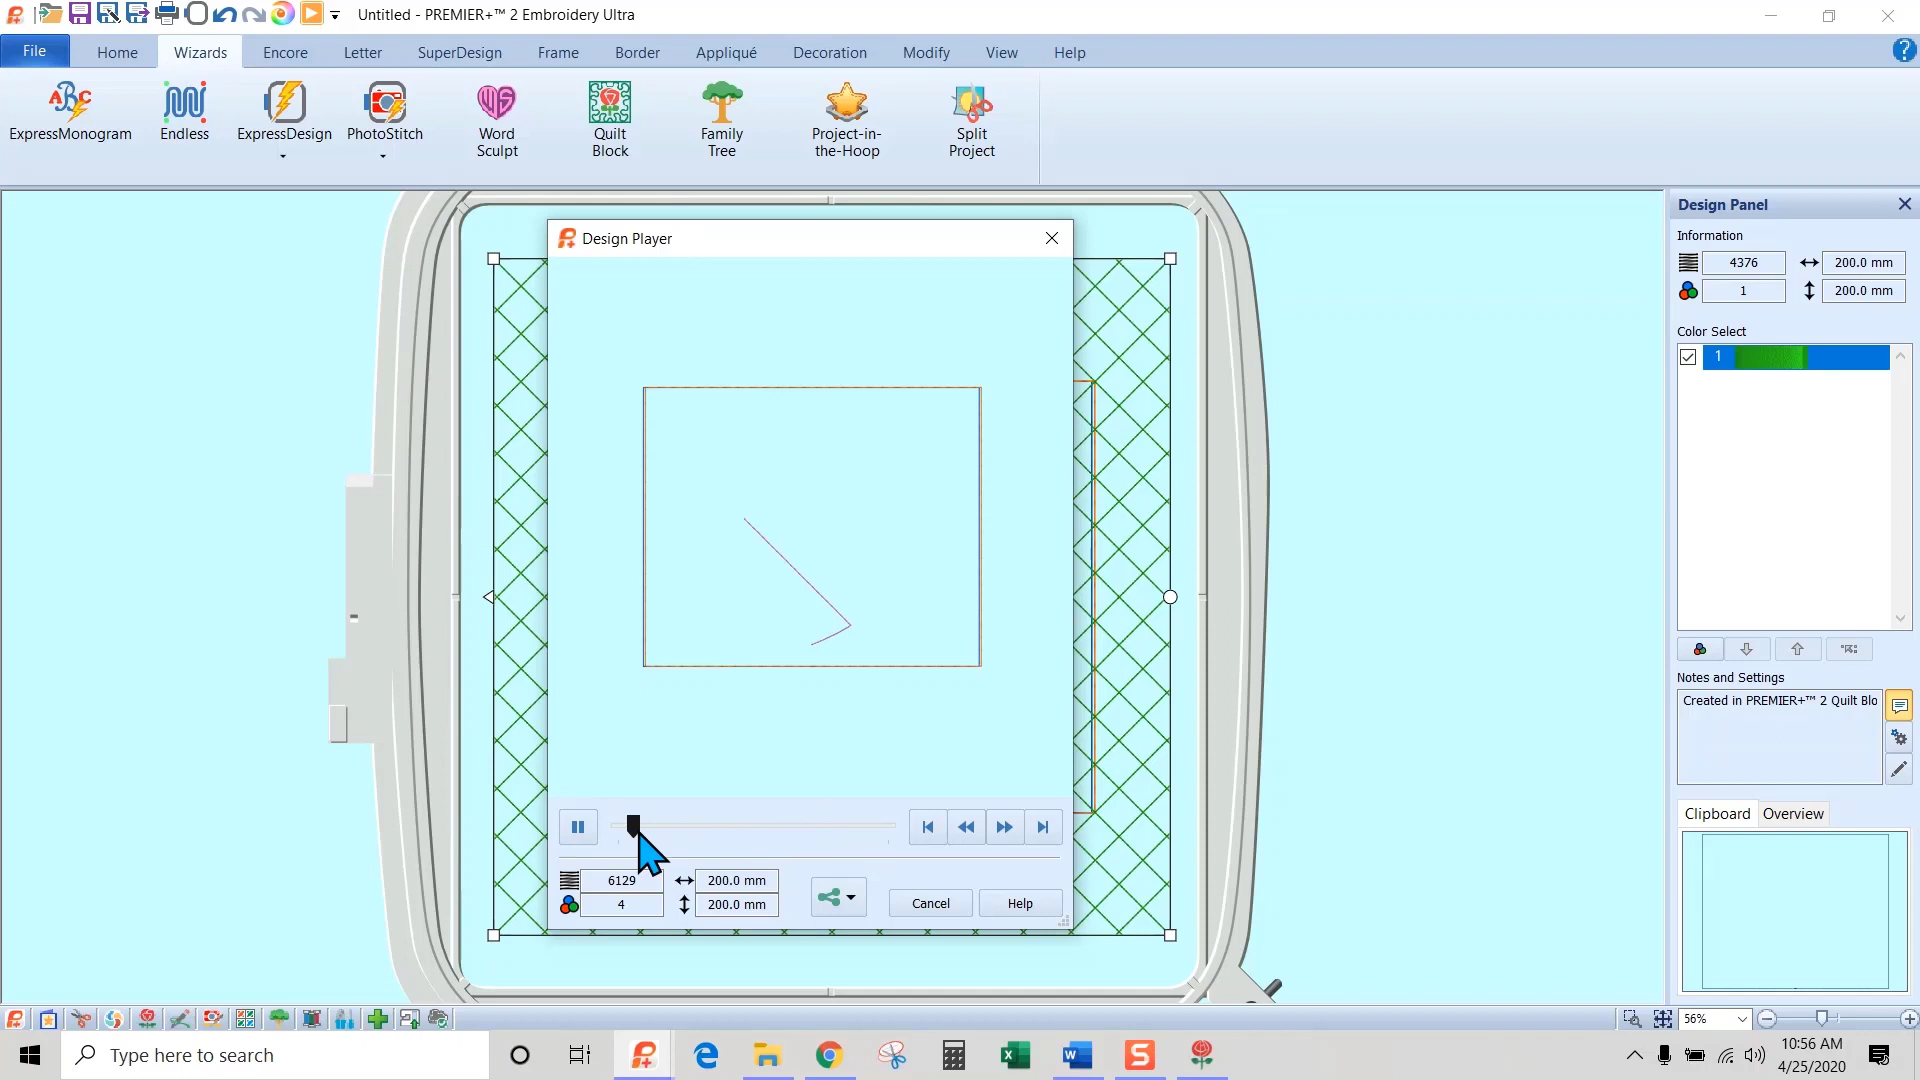 Untitled - PREMIER+™ 2 Embroidery Ultra
File
Home
Wizards
Encore
Letter
SuperDesign
Frame
Border
Appliqué
Decoration
Modify
View
Help
ExpressMonogram
Endless
ExpressDesign
PhotoStitch
Word
Sculpt
Quilt
Block
Family
Tree
Project-in-
the-Hoop
Split
Project
Design Player
6129
200.0 mm
4
200.0 mm
Cancel
Help
Design Panel
Information
4376
200.0 mm
1
200.0 mm
Color Select
1
Notes and Settings
Created in PREMIER+™ 2 Quilt Blo
Clipboard
Overview
56%
Type here to search
10:56 AM
4/25/2020